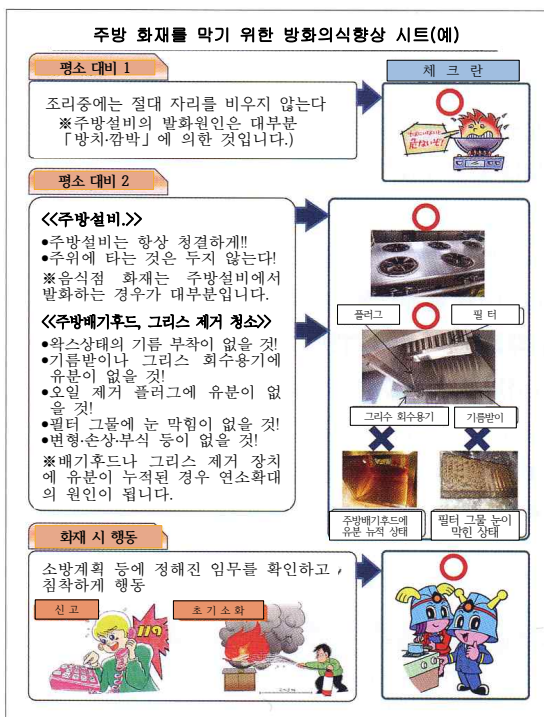 주방 화재를 막기 위한 방화의식향상 시트(예)
평소 대비 1
체 크 란
조리중에는 절대 자리를 비우지 않는다
※주방설비의 발화원인은 대부분
「방치·깜박」에 의한 것입니다.)
평소 대비 2
<<주방설비.>>
●주방설비는 항상 청결하게!!
●주위에 타는 것은 두지 않는다!
※음식점 화재는 주방설비에서
발화하는 경우가 대부분입니다.
<<주방배기후드, 그리스 제거 청소>>
●왁스상태의 기름 부착이 없을 것!
●기름받이나 그리스 회수용기에
유분이 없을 것!
●오일 제거 플러그에 유분이 없
을 것!
●필터 그물에 눈 막힘이 없을 것!
●변형·손상·부식 등이 없을 것!
※배기후드나 그리스 제거 장치
에 유분이 누적된 경우 연소확대
의 원인이 됩니다.
플러그
필 터
그리수 회수용기
기름받이
주방배기후드에
유분 뉴적 상태
필터 그물 눈이
막힌 상태
화재 시 행동
소방계획 등에 정해진 임무를 확인하고,
침착하게 행동
신 고
초 기 소 화
119